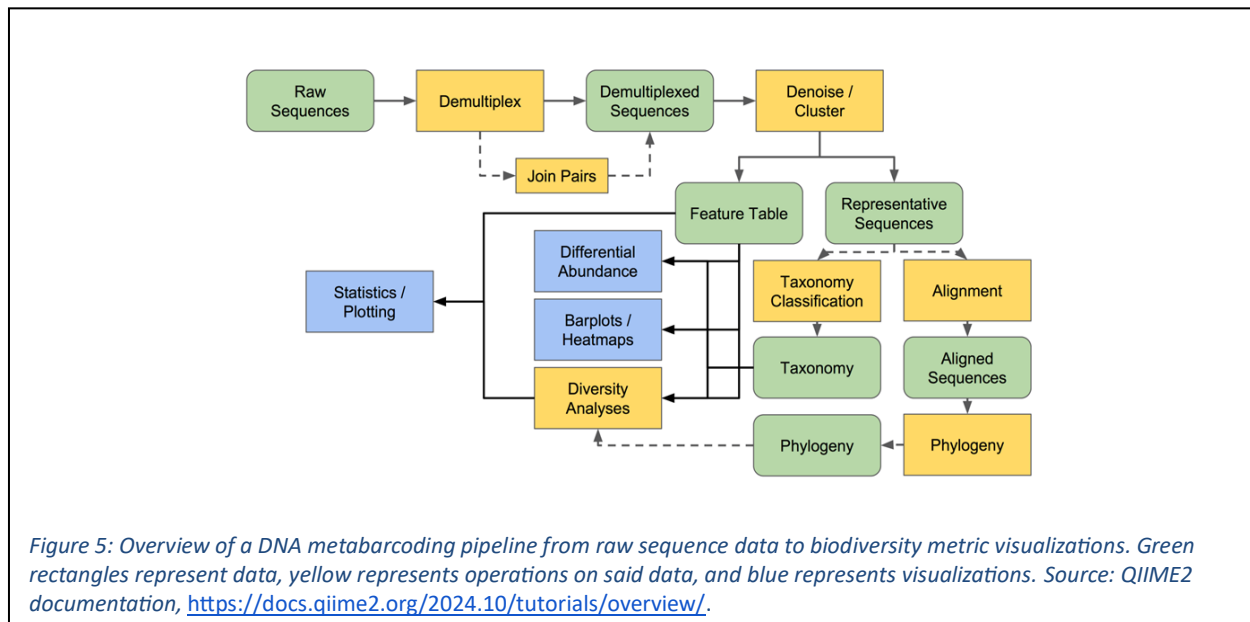 Raw
Sequences
Demultiplex
Demultiplexed
Sequences
Denoise /
Cluster
Join Pairs
Feature Table
Representative
Sequences
Differential
Abundance
Taxonomy
Classification
Alignment
Statistics /
Plotting
Barplots /
Heatmaps
Taxonomy
Aligned
Sequences
Diversity
Analyses
Phylogeny
Phylogeny
Figure 5: Overview of a DNA metabarcoding pipeline from raw sequence data to biodiversity metric visualizations. Green
rectangles represent data, yellow represents operations on said data, and blue represents visualizations. Source: QIIME2
documentation, https://docs.qiime2.org/2024.10/tutorials/overview/.